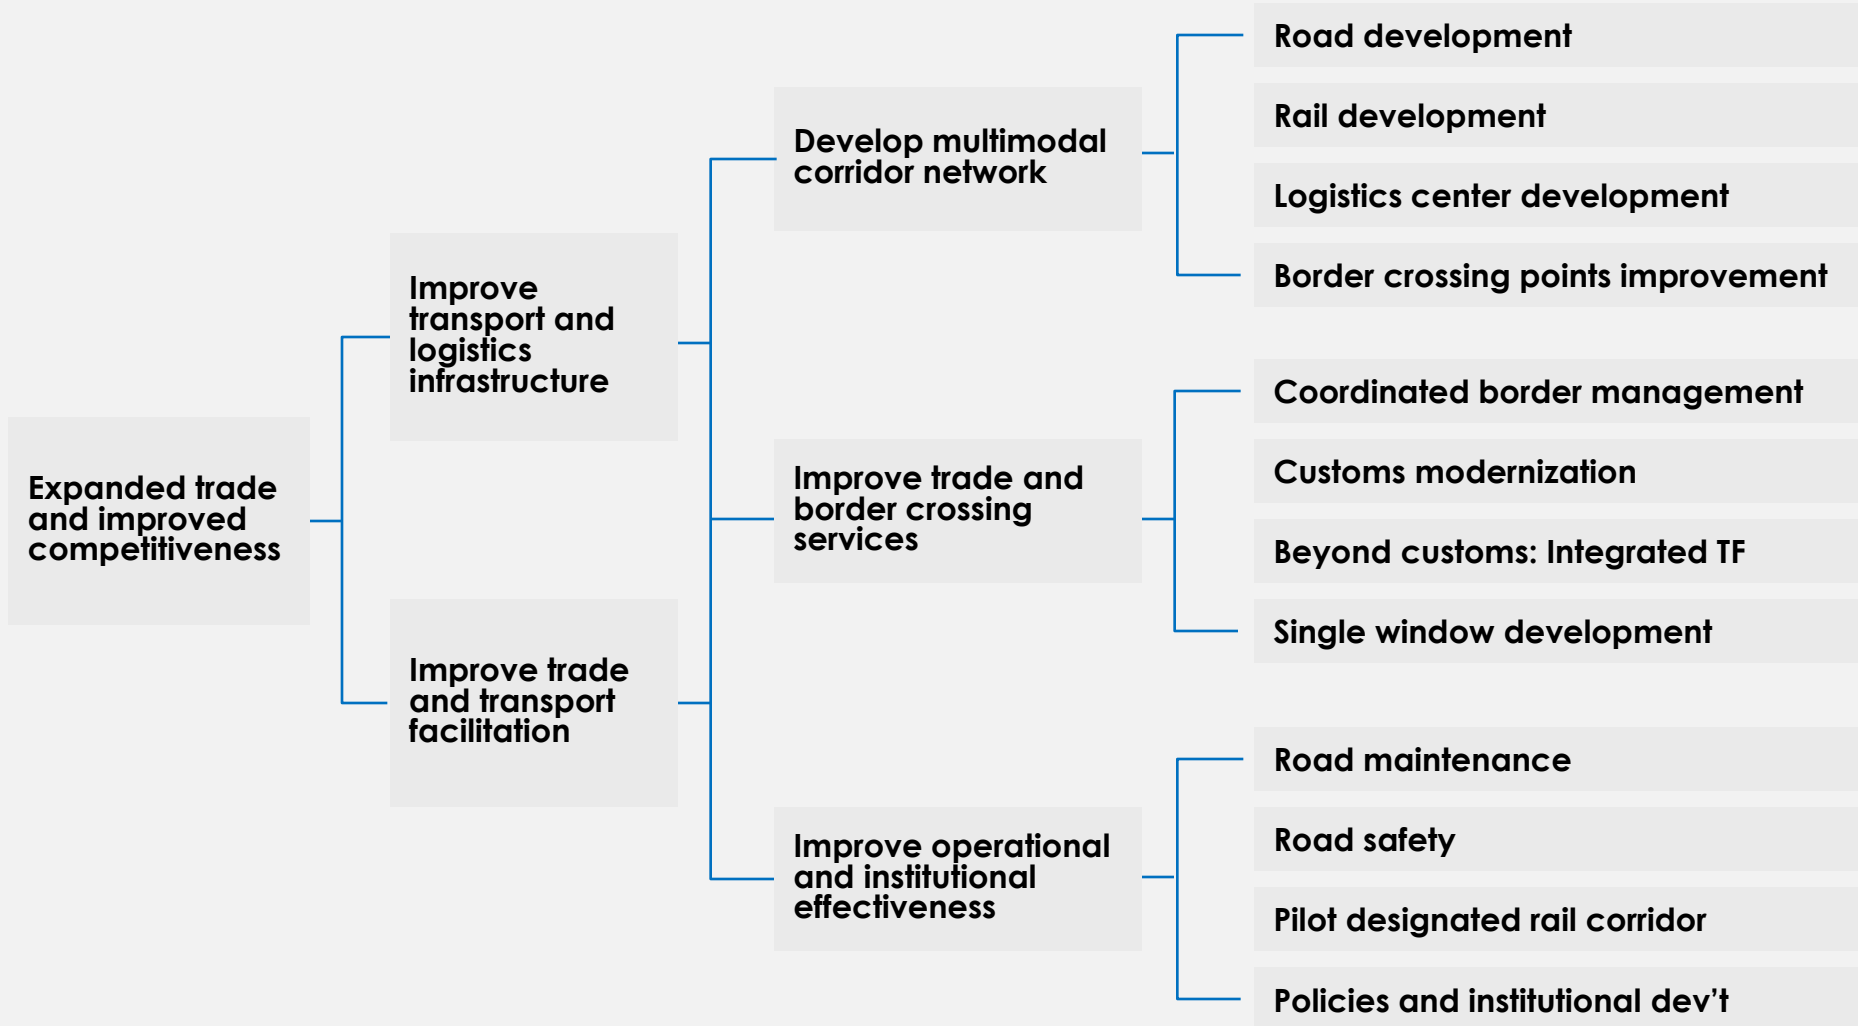 Expanded trade
and improved
competitiveness
Improve
transport and
logistics
infrastructure
Improve trade
and transport
facilitation
Develop multimodal
corridor network
Improve trade and
border crossing
services
Improve operational
and institutional
effectiveness
Road development
Rail development
Logistics center development
Border crossing points improvement
Coordinated border management
Customs modernization
Beyond customs: Integrated TF
Single window development
Road maintenance
Road safety
Pilot designated rail corridor
Policies and institutional dev’t